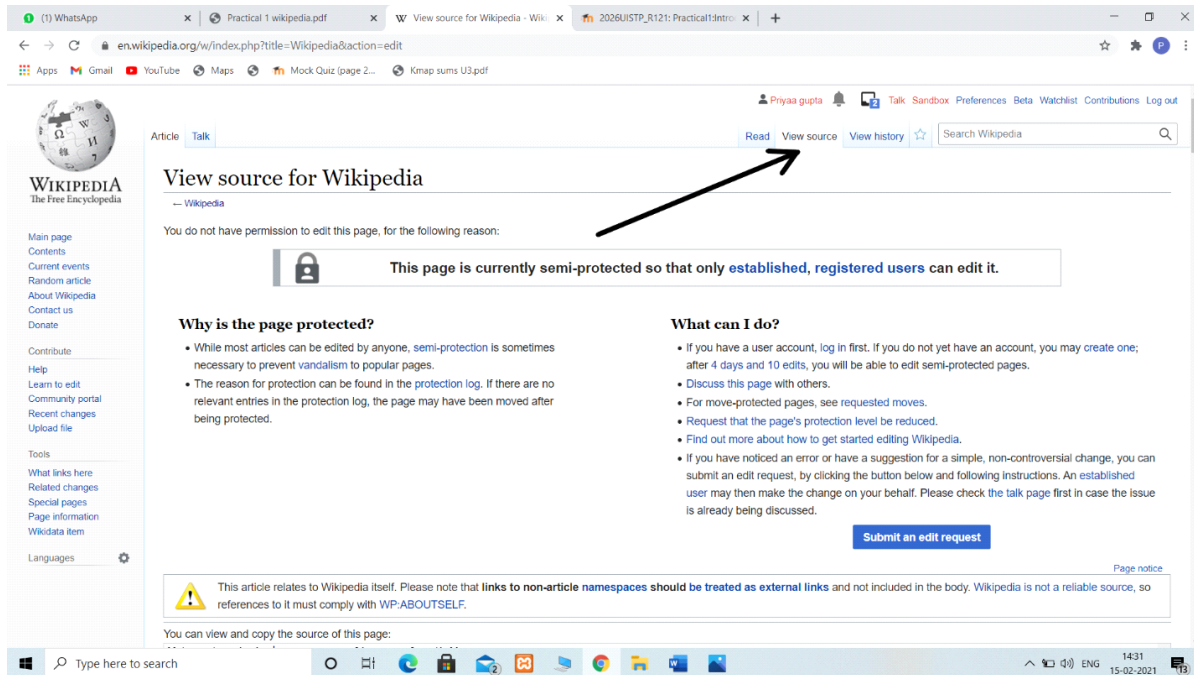 (1) WhatsApp
Practical 1 wikipedia.pdf
View source for Wikipedia - Wiki
2026UISTP_R121: Practical1:Intro
en.wikipedia.org/w/index.php?title=Wikipedia&action=edit
P
Apps
Gmail
YouTube
Maps
Mock Quiz (page 2...
Kmap sums U3.pdf
Priyaa gupta
2
Talk
Sandbox
Preferences
Beta
Watchlist
Contributions
Log out
Article
Talk
Read
View source
View history
Search Wikipedia
WIKIPEDIA
The Free Encyclopedia
View source for Wikipedia
← Wikipedia
You do not have permission to edit this page, for the following reason:
This page is currently semi-protected so that only established, registered users can edit it.
Main page
Contents
Current events
Random article
About Wikipedia
Contact us
Donate
Contribute
Help
Learn to edit
Community portal
Recent changes
Upload file
Tools
What links here
Related changes
Special pages
Page information
Wikidata item
Languages
Why is the page protected?
• While most articles can be edited by anyone, semi-protection is sometimes
necessary to prevent vandalism to popular pages.
• The reason for protection can be found in the protection log. If there are no
relevant entries in the protection log, the page may have been moved after
being protected.
What can I do?
• If you have a user account, log in first. If you do not yet have an account, you may create one;
after 4 days and 10 edits, you will be able to edit semi-protected pages.
• Discuss this page with others.
• For move-protected pages, see requested moves.
• Request that the page's protection level be reduced.
• Find out more about how to get started editing Wikipedia.
• If you have noticed an error or have a suggestion for a simple, non-controversial change, you can
submit an edit request, by clicking the button below and following instructions. An established
user may then make the change on your behalf. Please check the talk page first in case the issue
is already being discussed.
Submit an edit request
Page notice
This article relates to Wikipedia itself. Please note that links to non-article namespaces should be treated as external links and not included in the body. Wikipedia is not a reliable source, so
references to it must comply with WP:ABOUTSELF.
You can view and copy the source of this page:
Type here to search
2
ENG
14:31
15-02-2021
13